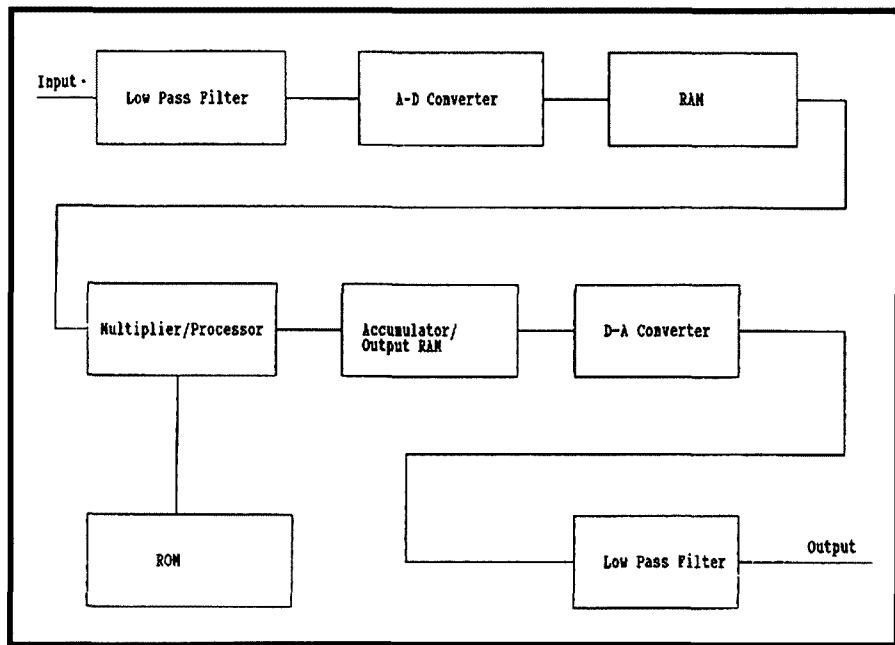 Input
Low Pass Filter
A-D Converter
RAM
Multiplier/Processor
Accumulator/
Output RAM
D-A Converter
ROM
Low Pass Filter
Output